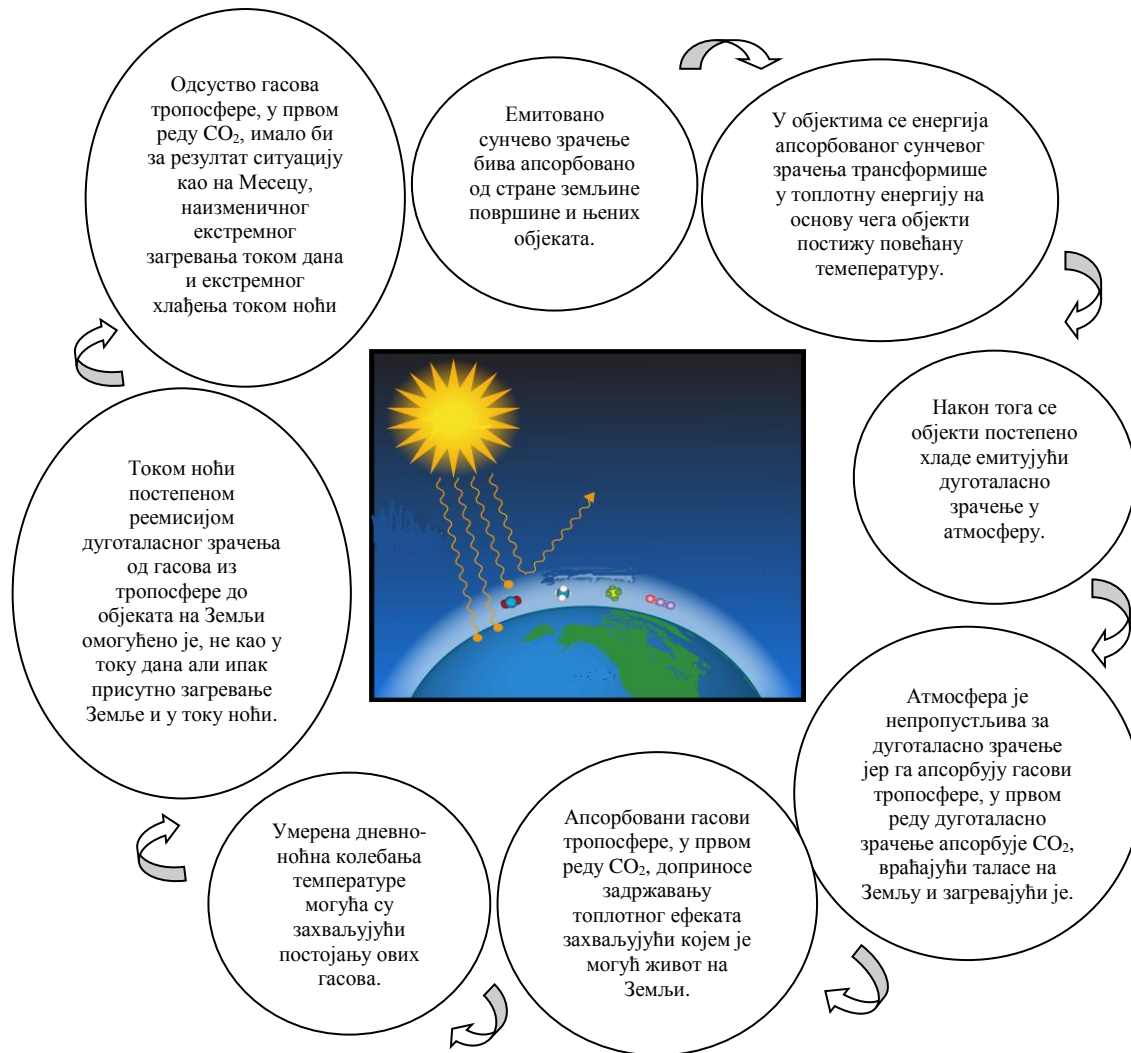 Емитовано
сунчево зрачење
бива апсорбовано
од стране земљине
површине и њених
објеката.
У објектима се енергија
апсорбованог сунчевог
зрачења трансформише
у топлотну енергију на
основу чега објекти
постижу повећану
темепературу.
Након тога се
објекти постепено
хладе емитујући
дуготаласно
зрачење у
атмосферу.
Атмосфера је
непропустљива за
дуготаласно зрачење
јер га апсорбују гасови
тропосфере, у првом
реду дуготаласно
зрачење апсорбује CO₂,
враћајући таласе на
Земљу и загревајући је.
Апсорбовани гасови
тропосфере, у првом
реду CO₂, доприносе
задржавању
топлотног ефеката
захваљујући којем је
могућ живот на
Земљи.
Умерена дневно-
ноћна колебања
температуре
могућа су
захваљујући
постојању ових
гасова.
Током ноћи
постепеном
реемисијом
дуготаласног зрачења
од гасова из
тропосфере до
објеката на Земљи
омогућено је, не као у
току дана али ипак
присутно загревање
Земље и у току ноћи.
Одсуство гасова
тропосфере, у првом
реду CO₂, имало би
за резултат ситуацију
као на Месецу,
наизменичног
екстремног
загревања током дана
и екстремног
хлађења током ноћи